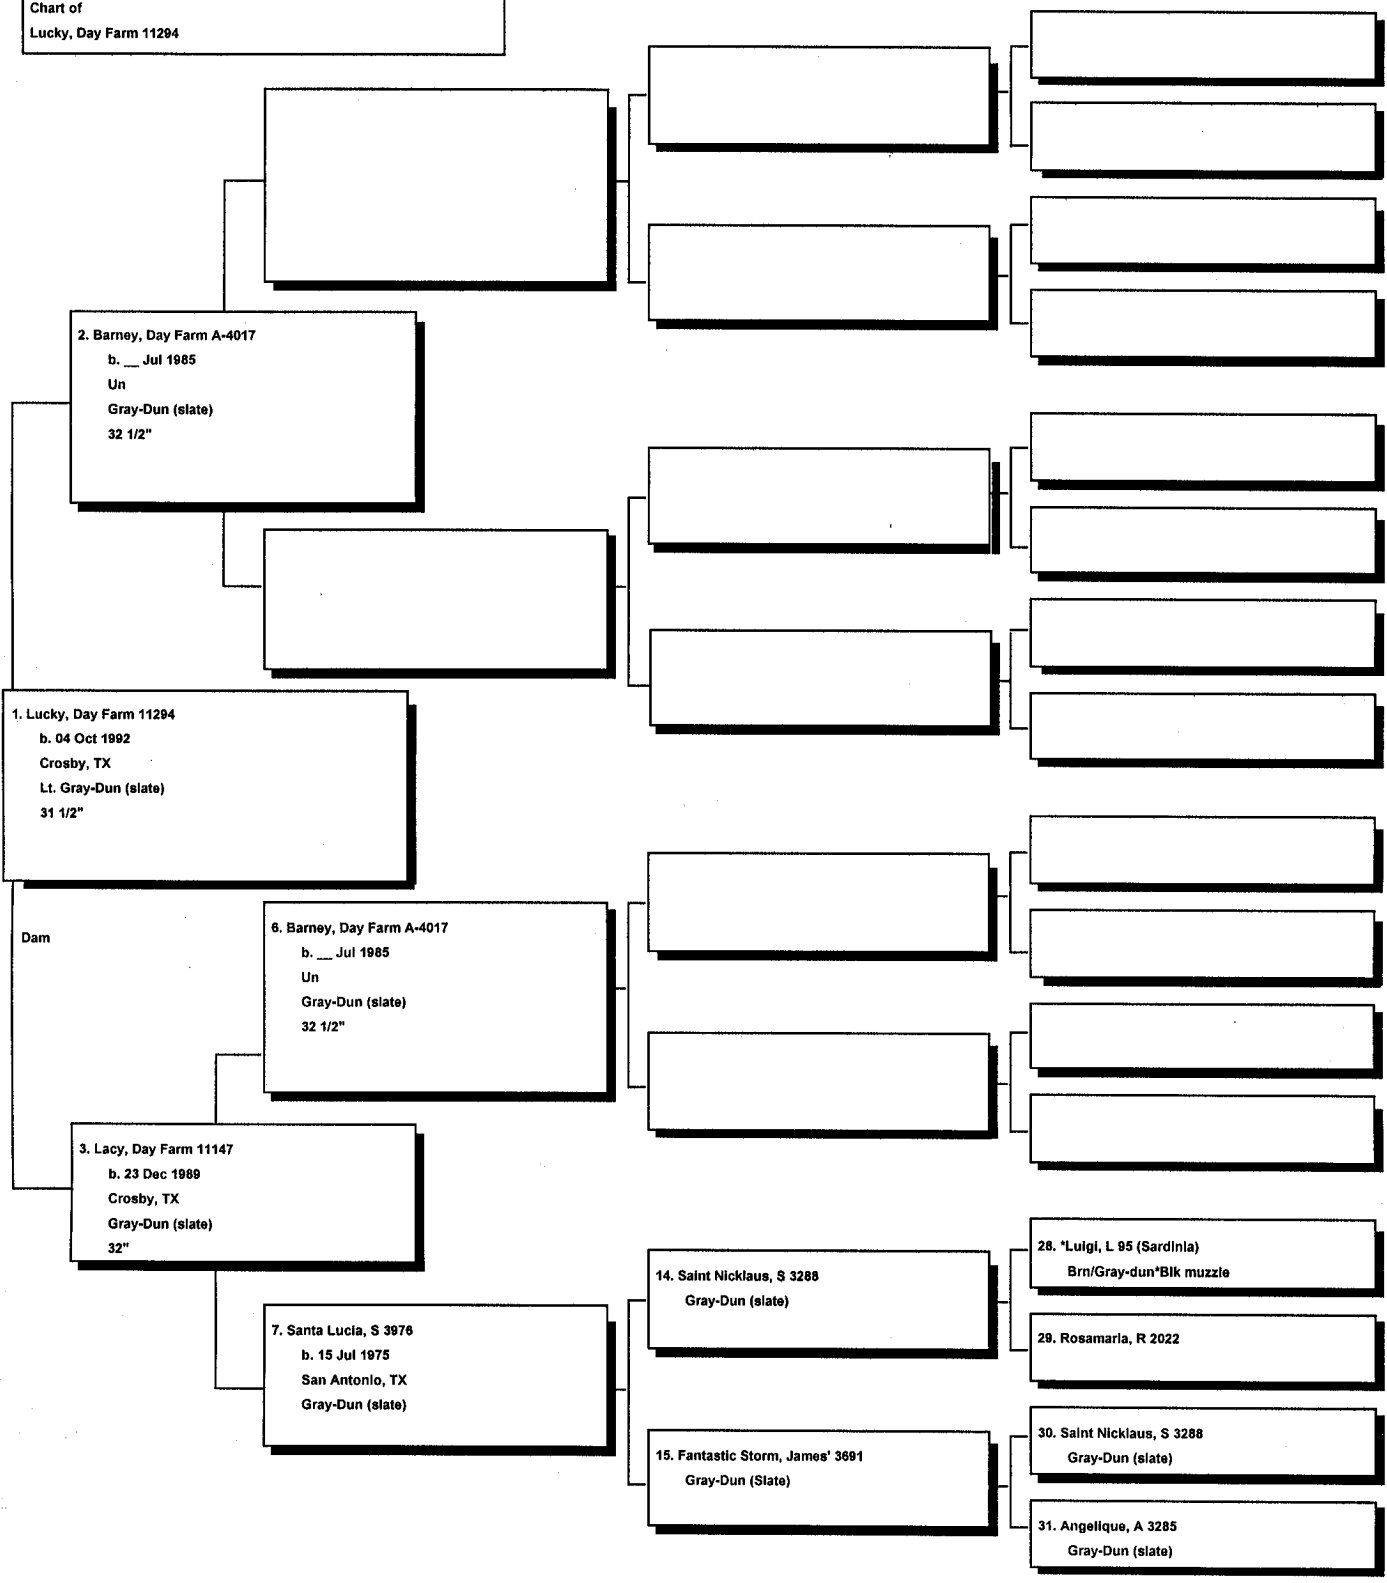 Chart of
Lucky, Day Farm 11294
2. Barney, Day Farm A-4017
b. __ Jul 1985
Un
Gray-Dun (slate)
32 1/2"
1. Lucky, Day Farm 11294
b. 04 Oct 1992
Crosby, TX
Lt. Gray-Dun (slate)
31 1/2"
Dam
6. Barney, Day Farm A-4017
b. __ Jul 1985
Un
Gray-Dun (slate)
32 1/2"
3. Lacy, Day Farm 11147
b. 23 Dec 1989
Crosby, TX
Gray-Dun (slate)
32"
7. Santa Lucia, S 3976
b. 15 Jul 1975
San Antonio, TX
Gray-Dun (slate)
14. Saint Nicklaus, S 3288
Gray-Dun (slate)
15. Fantastic Storm, James' 3691
Gray-Dun (Slate)
28. *Luigi, L 95 (Sardinia)
Brn/Gray-dun*Blk muzzle
29. Rosamaria, R 2022
30. Saint Nicklaus, S 3288
Gray-Dun (slate)
31. Angelique, A 3285
Gray-Dun (slate)